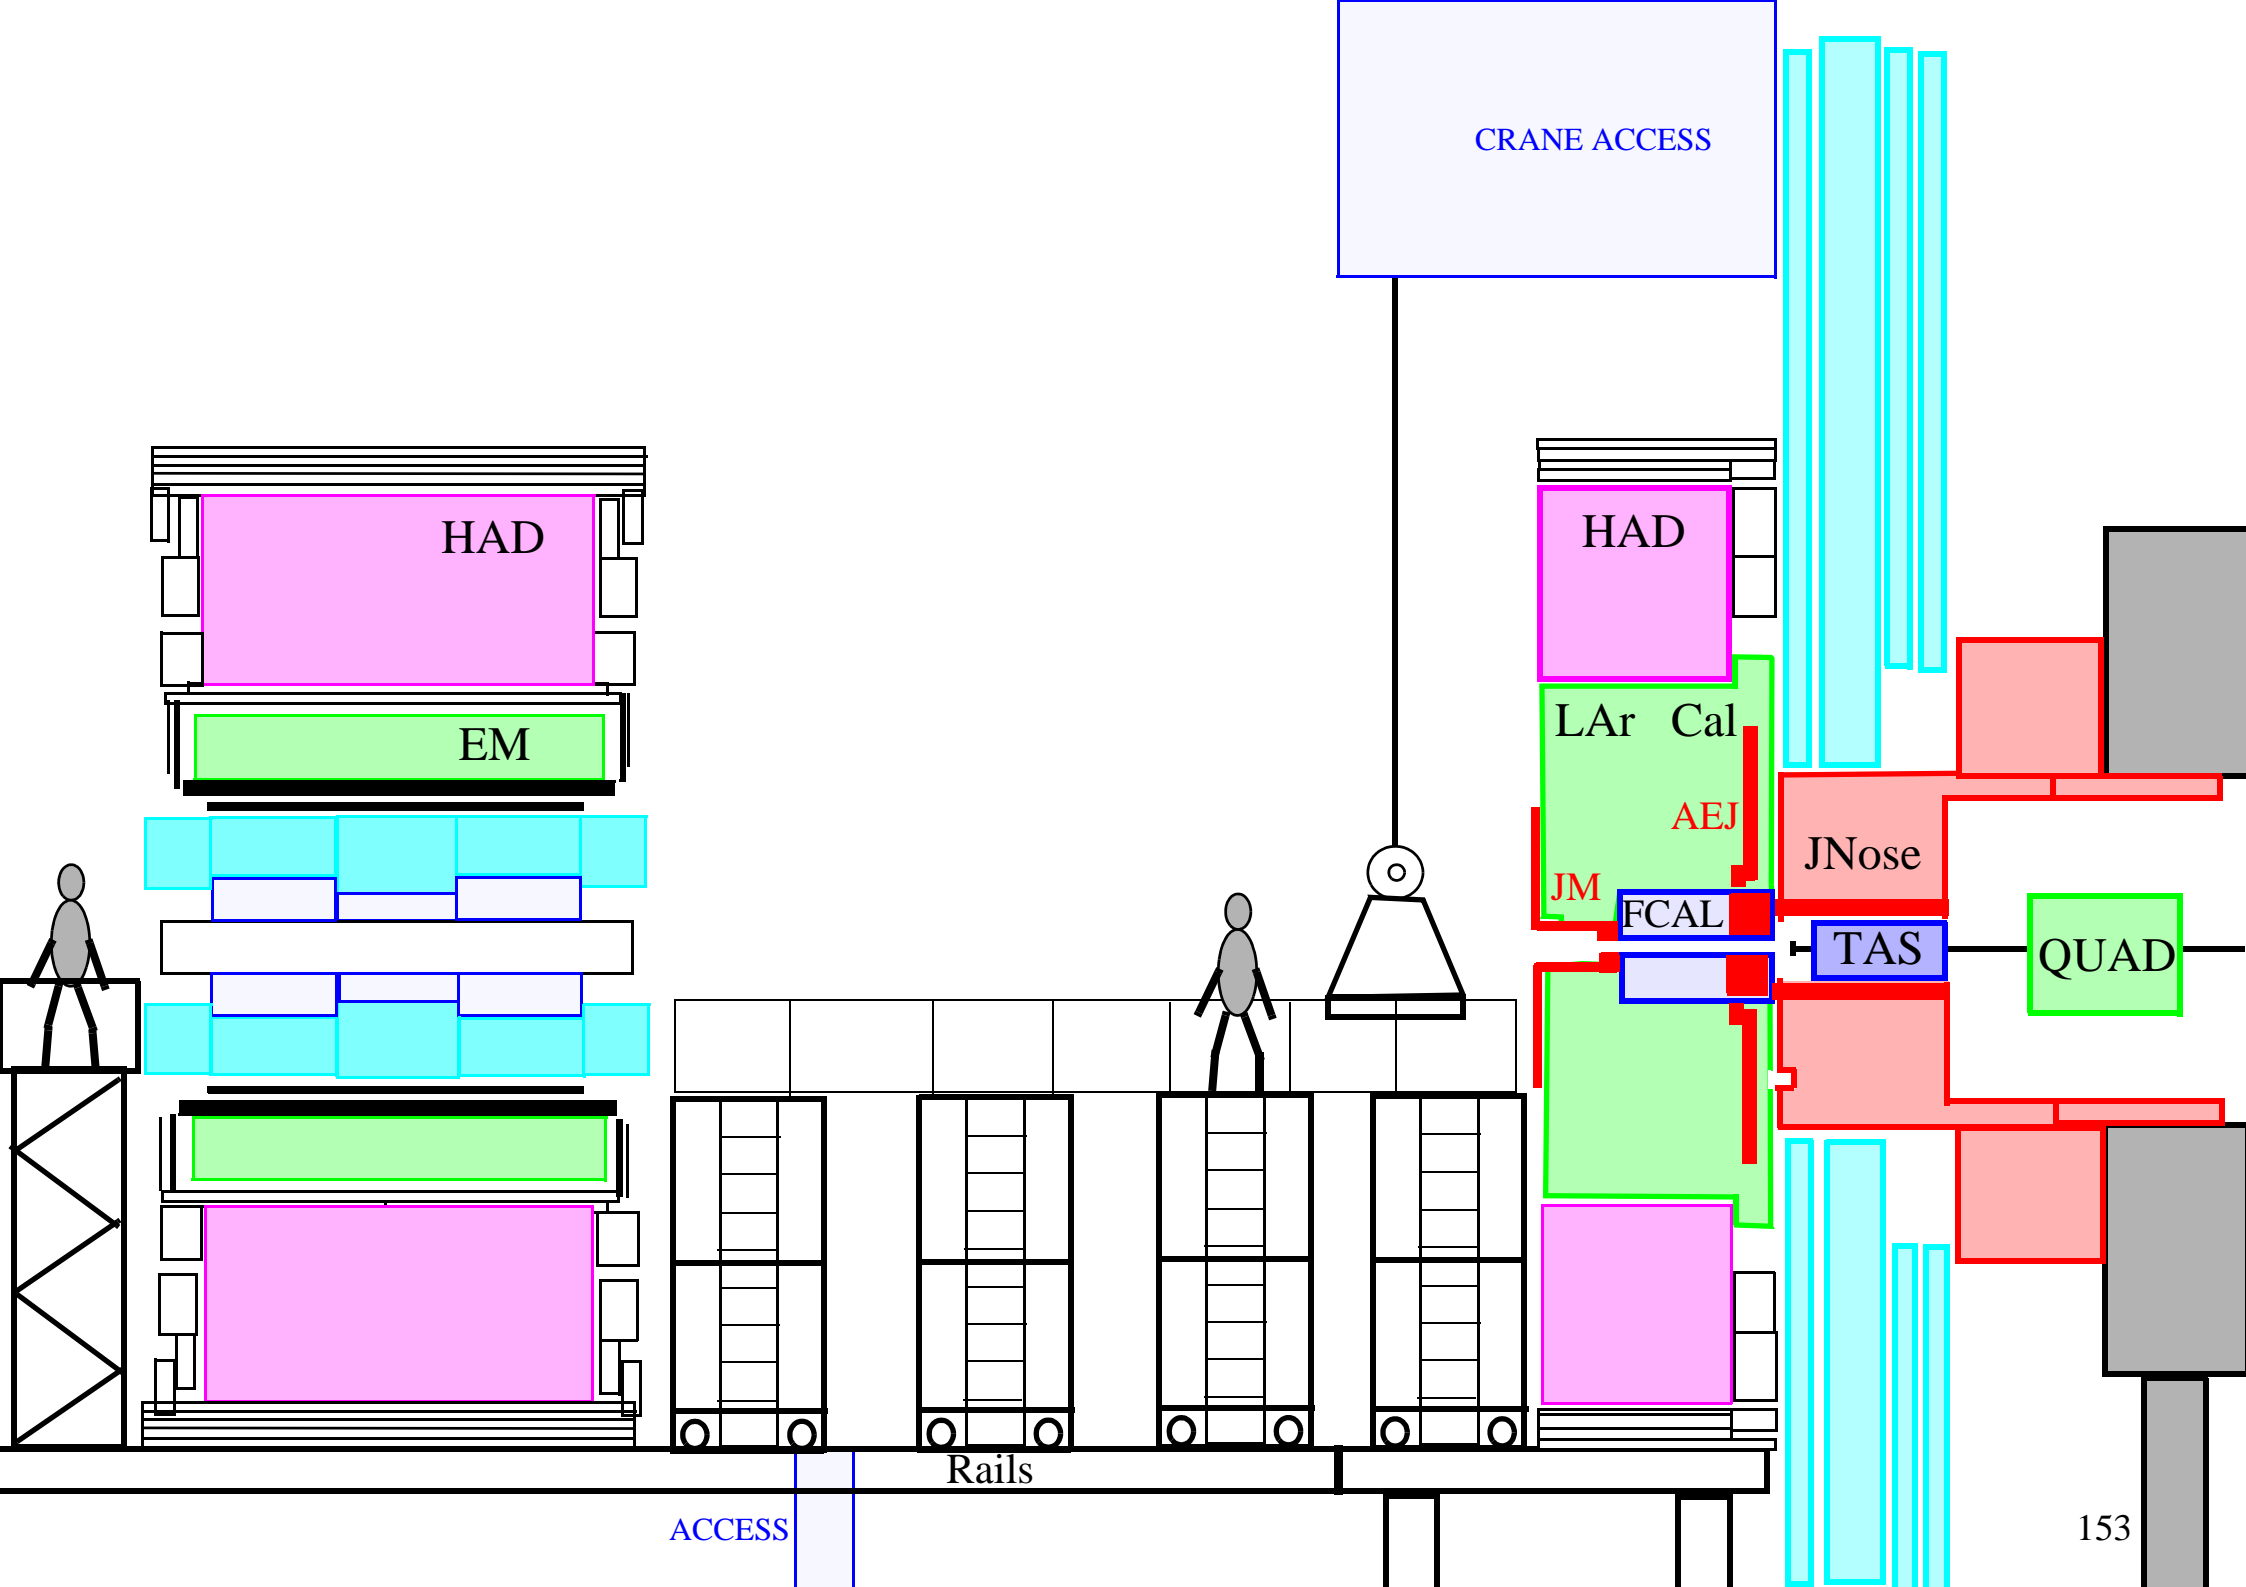 CRANE ACCESS
HAD
HAD
LAr Cal
EM
AEJ
JNose
JM
FCAL
TAS
QUAD
Rails
ACCESS
153